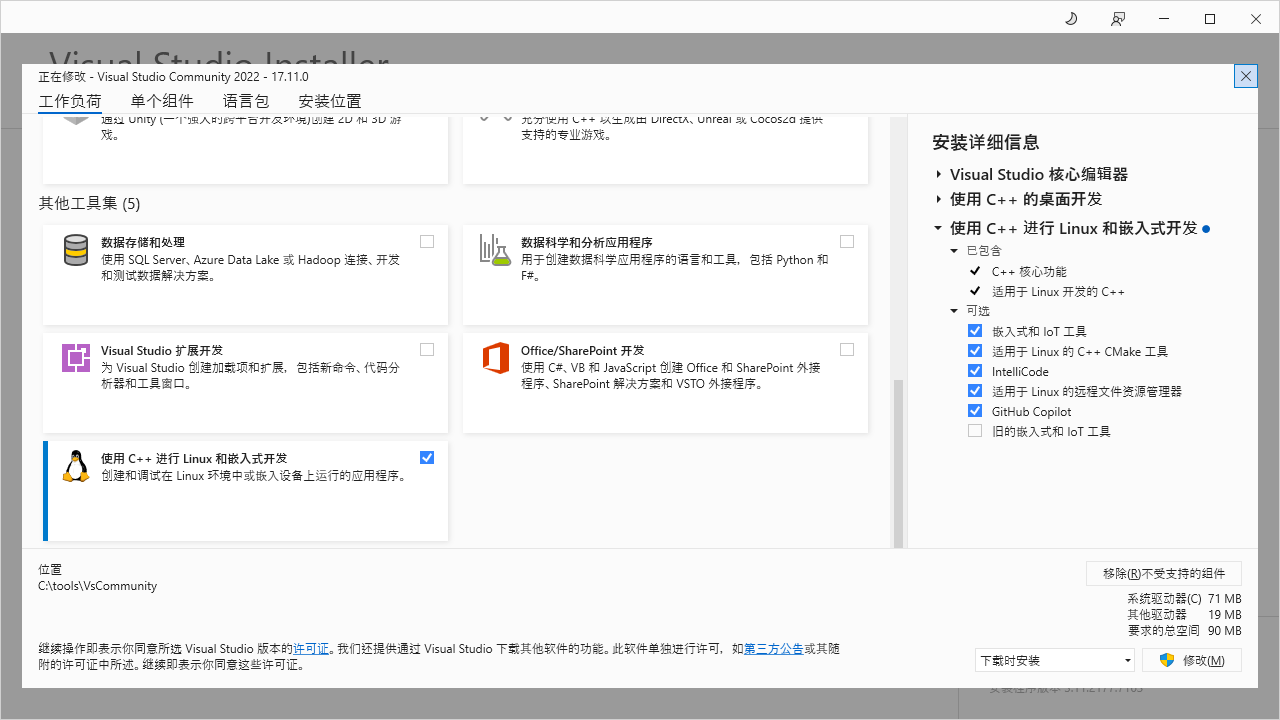 Visual Studio Installer
正在修改 - Visual Studio Community 2022 - 17.11.0
工作负荷 单个组件 语言包 安装位置
通过 Unity (一个强大的跨平台开发环境)创建 2D 和 3D 游
戏。
充分使用 C++ 以生成由 DirectX、Unreal 或 Cocos2d 提供
支持的专业游戏。
其他工具集 (5)
数据存储和处理
使用 SQL Server、Azure Data Lake 或 Hadoop 连接、开发
和测试数据解决方案。
数据科学和分析应用程序
用于创建数据科学应用程序的语言和工具，包括 Python 和
F#。
Visual Studio 扩展开发
为 Visual Studio 创建加载项和扩展，包括新命令、代码分
析器和工具窗口。
Office/SharePoint 开发
使用 C#、VB 和 JavaScript 创建 Office 和 SharePoint 外接
程序、SharePoint 解决方案和 VSTO 外接程序。
使用 C++ 进行 Linux 和嵌入式开发
创建和调试在 Linux 环境中或嵌入设备上运行的应用程序。
安装详细信息
Visual Studio 核心编辑器
使用 C++ 的桌面开发
使用 C++ 进行 Linux 和嵌入式开发
已包含
C++ 核心功能
适用于 Linux 开发的 C++
可选
嵌入式和 IoT 工具
适用于 Linux 的 C++ CMake 工具
IntelliCode
适用于 Linux 的远程文件资源管理器
GitHub Copilot
旧的嵌入式和 IoT 工具
位置
C:\tools\VsCommunity
移除(R)不受支持的组件
系统驱动器(C) 71 MB
其他驱动器 19 MB
要求的总空间 90 MB
继续操作即表示你同意所选 Visual Studio 版本的许可证。我们还提供通过 Visual Studio 下载其他软件的功能。此软件单独进行许可，如第三方公告或其随
附的许可证中所述。继续即表示你同意这些许可证。
下载时安装
修改(M)
安装程序版本 3.11.2177.7163